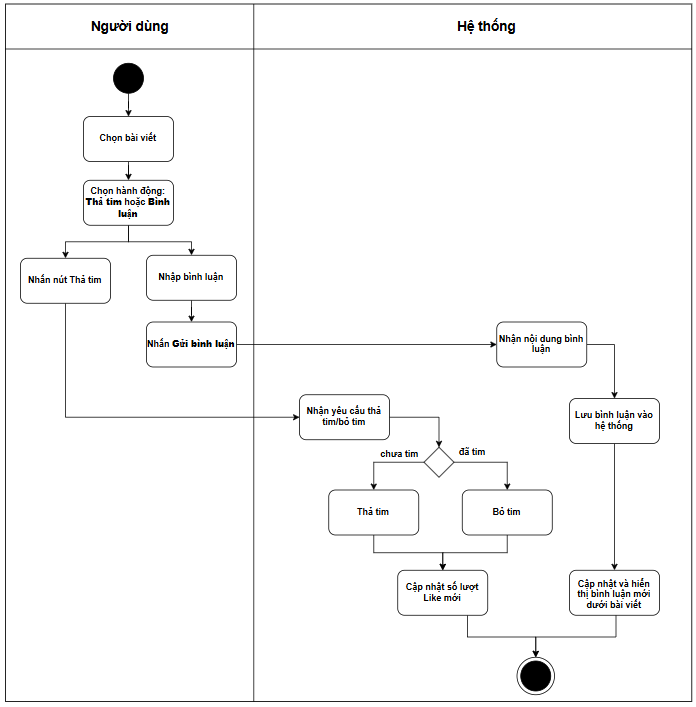 Người dùng
Hệ thống
Chọn bài viết
Chọn hành động:
Thả tim hoặc Bình
luận
Nhấn nút Thả tim
Nhập bình luận
Nhấn Gửi bình luận
Nhận nội dung bình
luận
Nhận yêu cầu thả
tim/bỏ tim
Lưu bình luận vào
hệ thống
chưa tim
đã tim
Thả tim
Bỏ tim
Cập nhật số lượt
Like mới
Cập nhật và hiển
thị bình luận mới
dưới bài viết